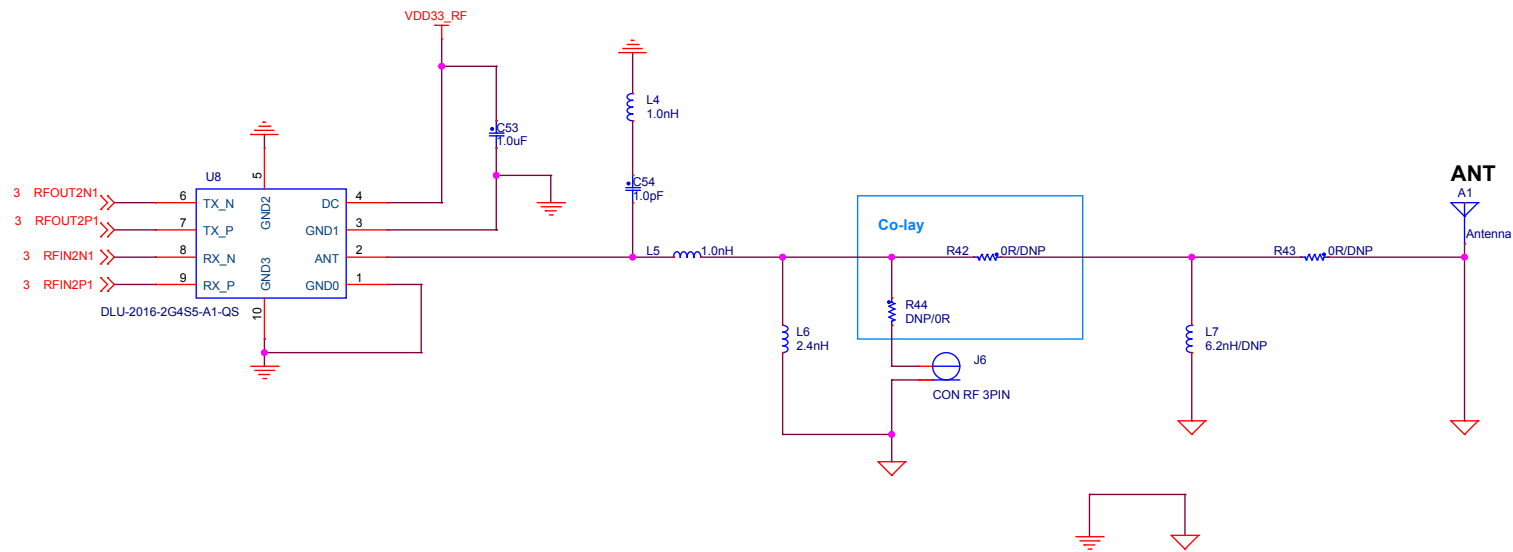 VDD33_RF
L4
1.0nH
C53
1.0uF
U8
5
3 RFOUT2N1
6
TX_N
GND2
DC
4
C54
1.0pF
3 RFOUT2P1
7
TX_P
GND1
3
3 RFIN2N1
8
RX_N
GND3
ANT
2
3 RFIN2P1
9
RX_P
GND0
1
10
DLU-2016-2G4S5-A1-QS
L5
1.0nH
Co-lay
R42
0R/DNP
R44
DNP/0R
L6
2.4nH
J6
CON RF 3PIN
R43
0R/DNP
L7
6.2nH/DNP
ANT
A1
Antenna